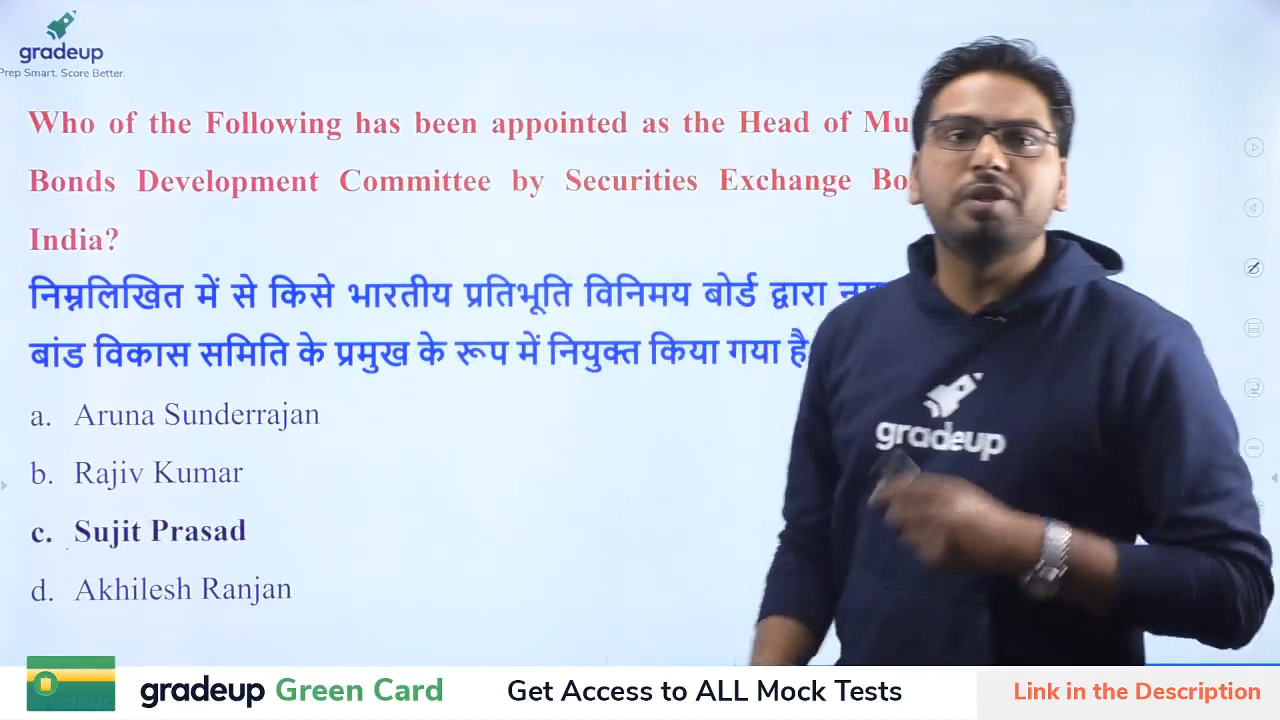 gradeup
Prep Smart. Score Better.
Who of the Following has been appointed as the Head of
Bonds Development Committee by Securities Exchange
India?
निम्नलिखित में से किसे भारतीय प्रतिभूति विनिमय बोर्ड द्वारा
बांड विकास समिति के प्रमुख के रूप में नियुक्त किया गया है
a. Aruna Sunderrajan
b. Rajiv Kumar
c. Sujit Prasad
d. Akhilesh Ranjan
gradeup
gradeup Green Card
Get Access to ALL Mock Tests
Link in the Description